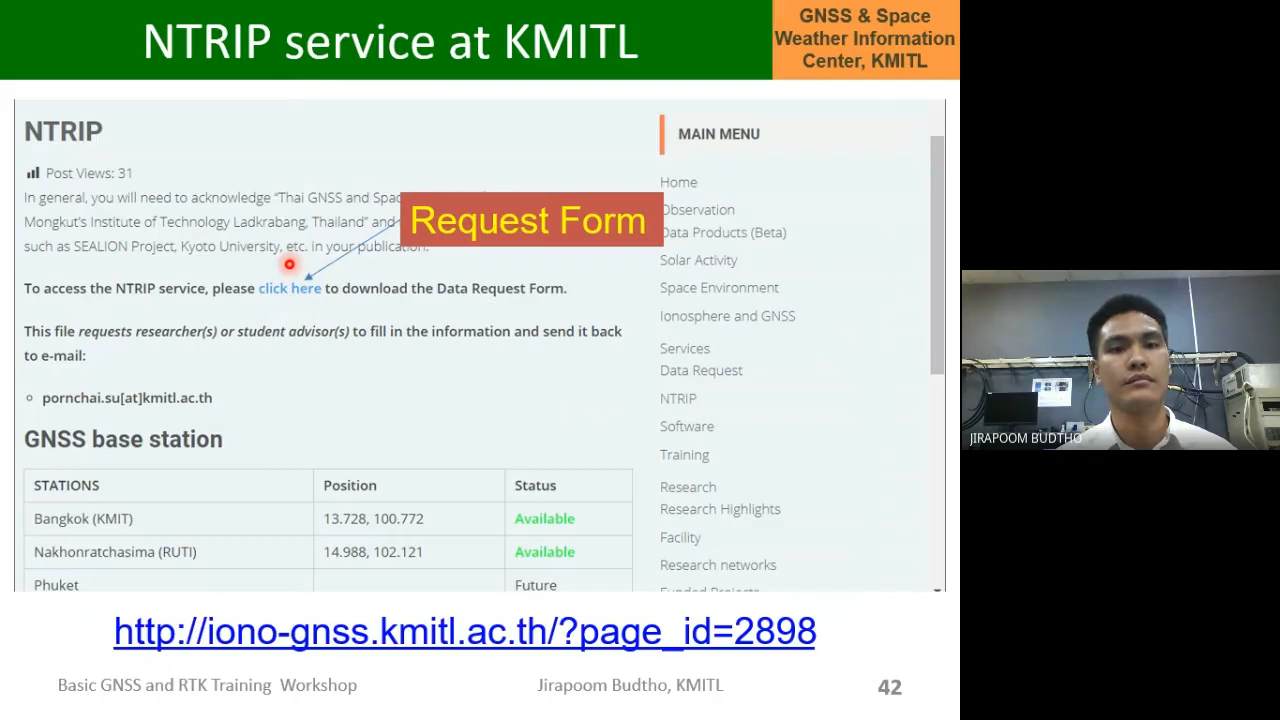 NTRIP service at KMITL
GNSS & Space
Weather Information
Center, KMITL
NTRIP
Post Views: 31
In general, you will need to acknowledge “Thai GNSS and Spac
Mongkut’s Institute of Technology Ladkrabang, Thailand” and
such as SEALION Project, Kyoto University, etc. in your publication.
Request Form
To access the NTRIP service, please click here to download the Data Request Form.
This file requests researcher(s) or student advisor(s) to fill in the information and send it back
to e-mail:
pornchai.su[at]kmitl.ac.th
GNSS base station
STATIONS Position Status
Bangkok (KMIT) 13.728, 100.772 Available
Nakhonratchasima (RUTI) 14.988, 102.121 Available
Phuket Future
MAIN MENU
Home
Observation
Data Products (Beta)
Solar Activity
Space Environment
Ionosphere and GNSS
Services
Data Request
NTRIP
Software
Training
Research
Research Highlights
Facility
Research networks
Funded Projects
http://iono-gnss.kmitl.ac.th/?page_id=2898
Basic GNSS and RTK Training Workshop
Jirapoom Budtho, KMITL
42
JIRAPOOM BUDTHO